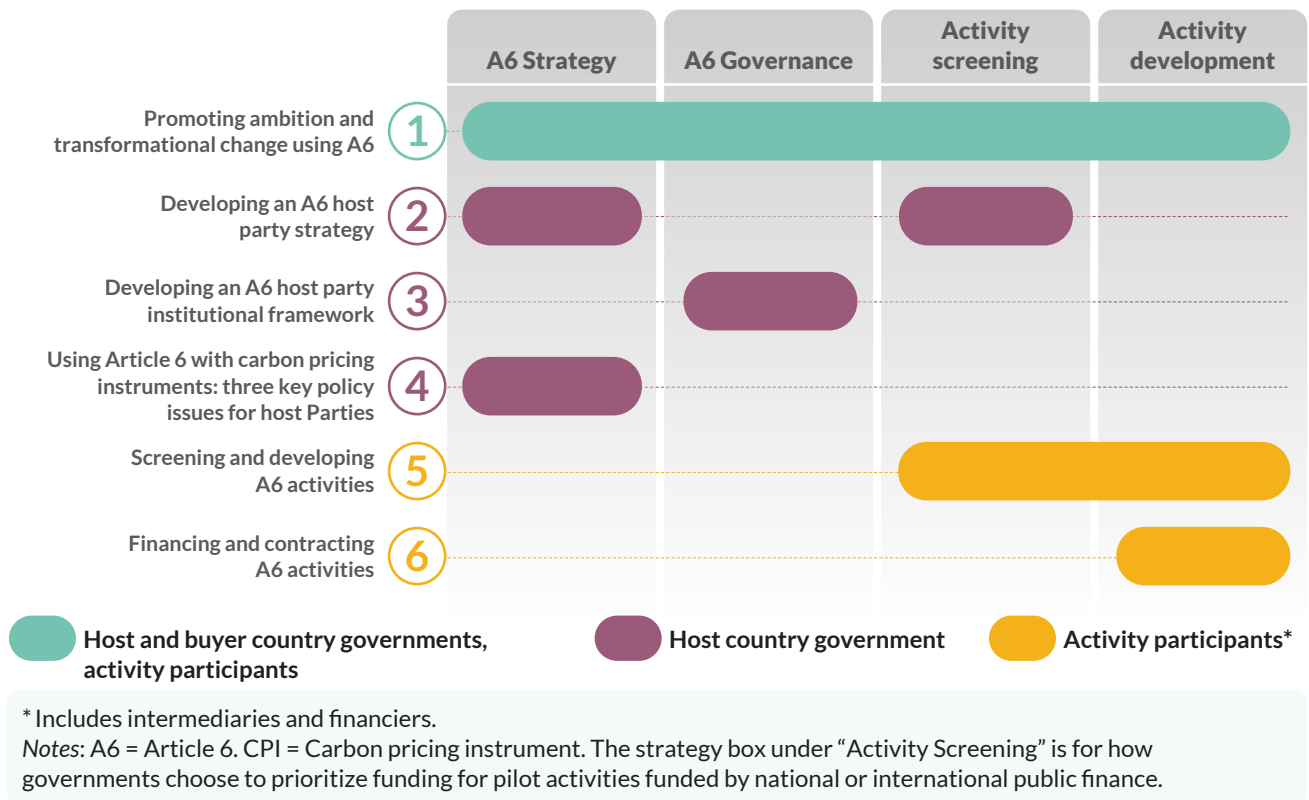 A6 Strategy
A6 Governance
Activity
screening
Activity
development
Promoting ambition and
transformational change using A6
1
Developing an A6 host
party strategy
2
Developing an A6 host party
institutional framework
3
Using Article 6 with carbon pricing
instruments: three key policy
issues for host Parties
4
Screening and developing
A6 activities
5
Financing and contracting
A6 activities
6
Host and buyer country governments,
activity participants
Host country government
Activity participants*
* Includes intermediaries and financiers.
Notes: A6 = Article 6. CPI = Carbon pricing instrument. The strategy box under “Activity Screening” is for how
governments choose to prioritize funding for pilot activities funded by national or international public finance.